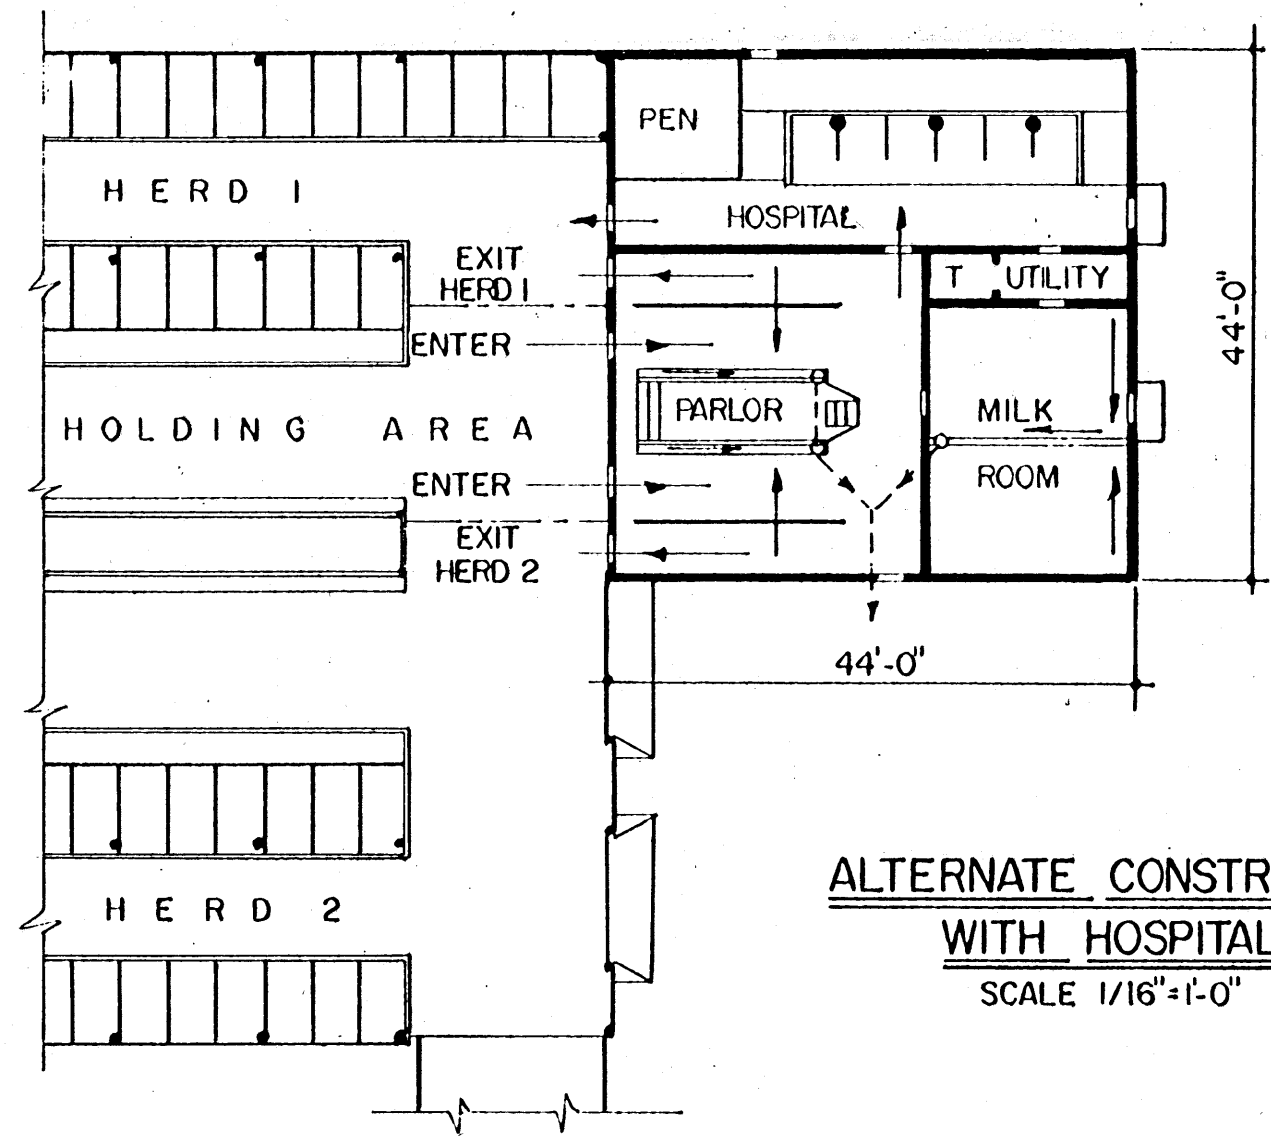 PEN
HERD 1
HOSPITAL
EXIT
HERD 1
T UTILITY
ENTER
44'-0"
PARLOR
MILK
HOLDING AREA
ROOM
ENTER
EXIT
HERD 2
44'-0"
ALTERNATE CONSTR
HERD 2
WITH HOSPITAL
SCALE 1/16"=1'-0"